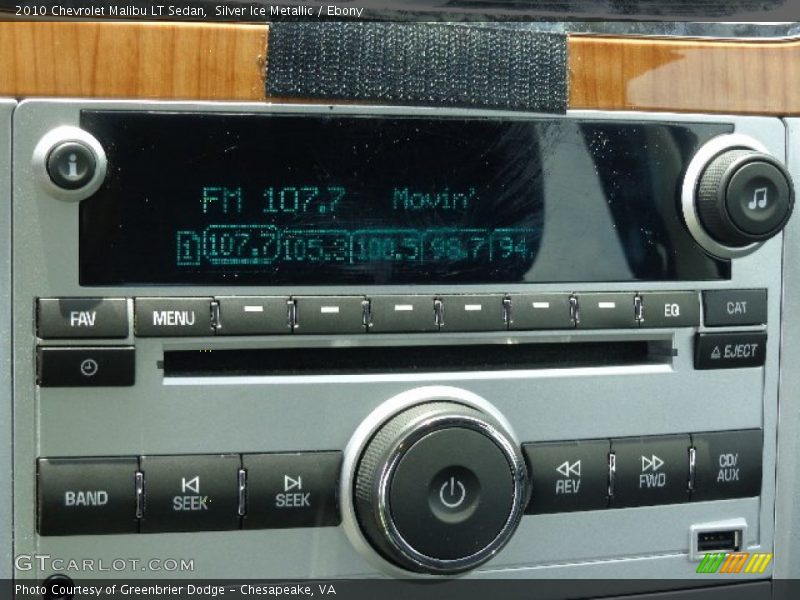 2010 Chevrolet Malibu LT Sedan, Silver Ice Metallic / Ebony
i
FM 107.7 Movin'
1 107.7 105.3 100.5 98.7 94.
FAV MENU EQ CAT
EJECT
BAND SEEK SEEK REV FWD CD/
AUX
GTCARLOT.COM
Photo Courtesy of Greenbrier Dodge - Chesapeake, VA